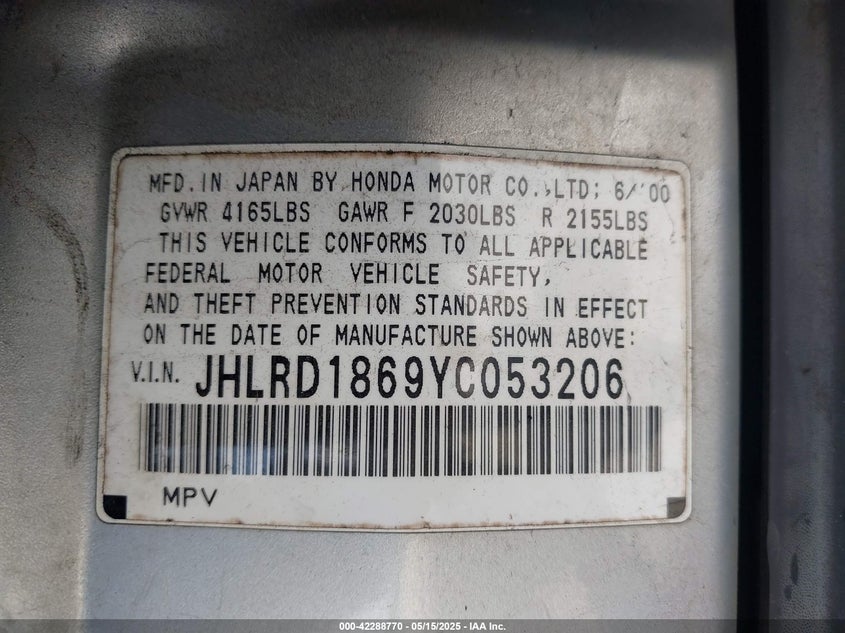 MFD. IN JAPAN BY HONDA MOTOR CO., LTD; 6/'00
GVWR 4165LBS GAWR F 2030LBS R 2155LBS
THIS VEHICLE CONFORMS TO ALL APPLICABLE
FEDERAL MOTOR VEHICLE SAFETY,
AND THEFT PREVENTION STANDARDS IN EFFECT
ON THE DATE OF MANUFACTURE SHOWN ABOVE:
V.I.N. JHLRD1869YC053206
MPV
000-42288770 - 05/15/2025 - IAA Inc.